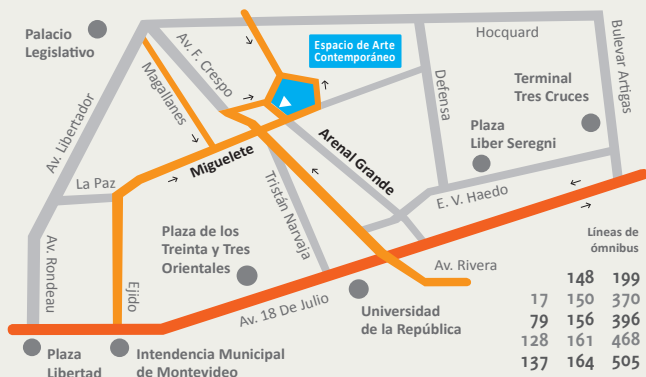 Palacio
Legislativo
Av. F. Crespo
Espacio de Arte
Contemporáneo
Hocquard
Bulevar Artigas
Magallanes
Defensa
Terminal
Tres Cruces
Av. Libertador
Plaza
Liber Seregni
Arenal Grande
Miguelete
La Paz
Tristán Narvaja
E. V. Haedo
Plaza de los
Treinta y Tres
Orientales
Av. Rondeau
Ejido
Av. Rivera
Av. 18 De Julio
Universidad
de la República
Plaza
Libertad
Intendencia Municipal
de Montevideo
Líneas de
ómnibus
148 199
17 150 370
79 156 396
128 161 468
137 164 505